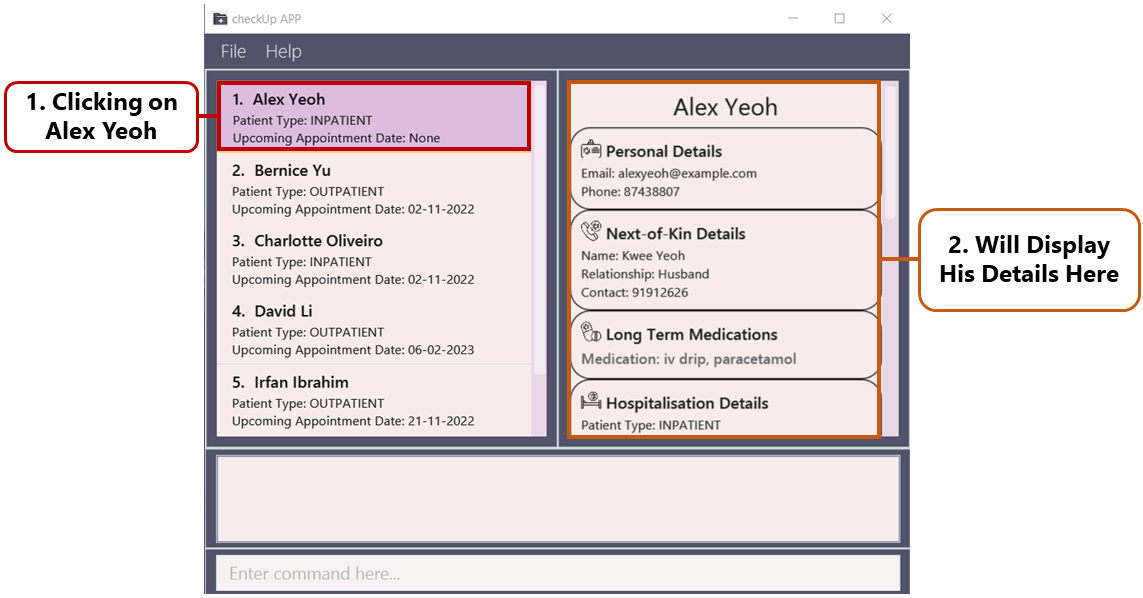 checkUp APP
File Help
1. Clicking on
Alex Yeoh
1. Alex Yeoh
Patient Type: INPATIENT
Upcoming Appointment Date: None
2. Bernice Yu
Patient Type: OUTPATIENT
Upcoming Appointment Date: 02-11-2022
3. Charlotte Oliveiro
Patient Type: INPATIENT
Upcoming Appointment Date: 02-11-2022
4. David Li
Patient Type: OUTPATIENT
Upcoming Appointment Date: 06-02-2023
5. Irfan Ibrahim
Patient Type: OUTPATIENT
Upcoming Appointment Date: 21-11-2022
Alex Yeoh
Personal Details
Email: alexyeoh@example.com
Phone: 87438807
Next-of-Kin Details
Name: Kwee Yeoh
Relationship: Husband
Contact: 91912626
Long Term Medications
Medication: iv drip, paracetamol
Hospitalisation Details
Patient Type: INPATIENT
2. Will Display
His Details Here
Enter command here...